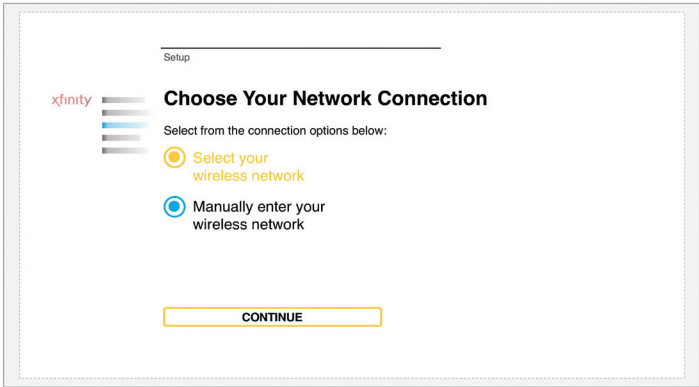 Setup
xfinity
Choose Your Network Connection
Select from the connection options below:
Select your
wireless network
Manually enter your
wireless network
CONTINUE